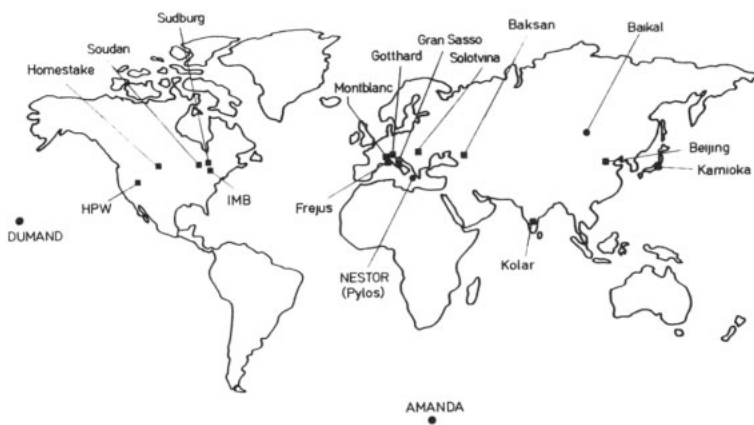 Sudburg
Soudan
Homestake
Gran Sasso
Gotthard
Solotvina
Montblanc
Baksan
Baikal
Beijing
Kamioka
IMB
HPW
Frejus
DUMAND
NESTOR
(Pylos)
Kolar
AMANDA